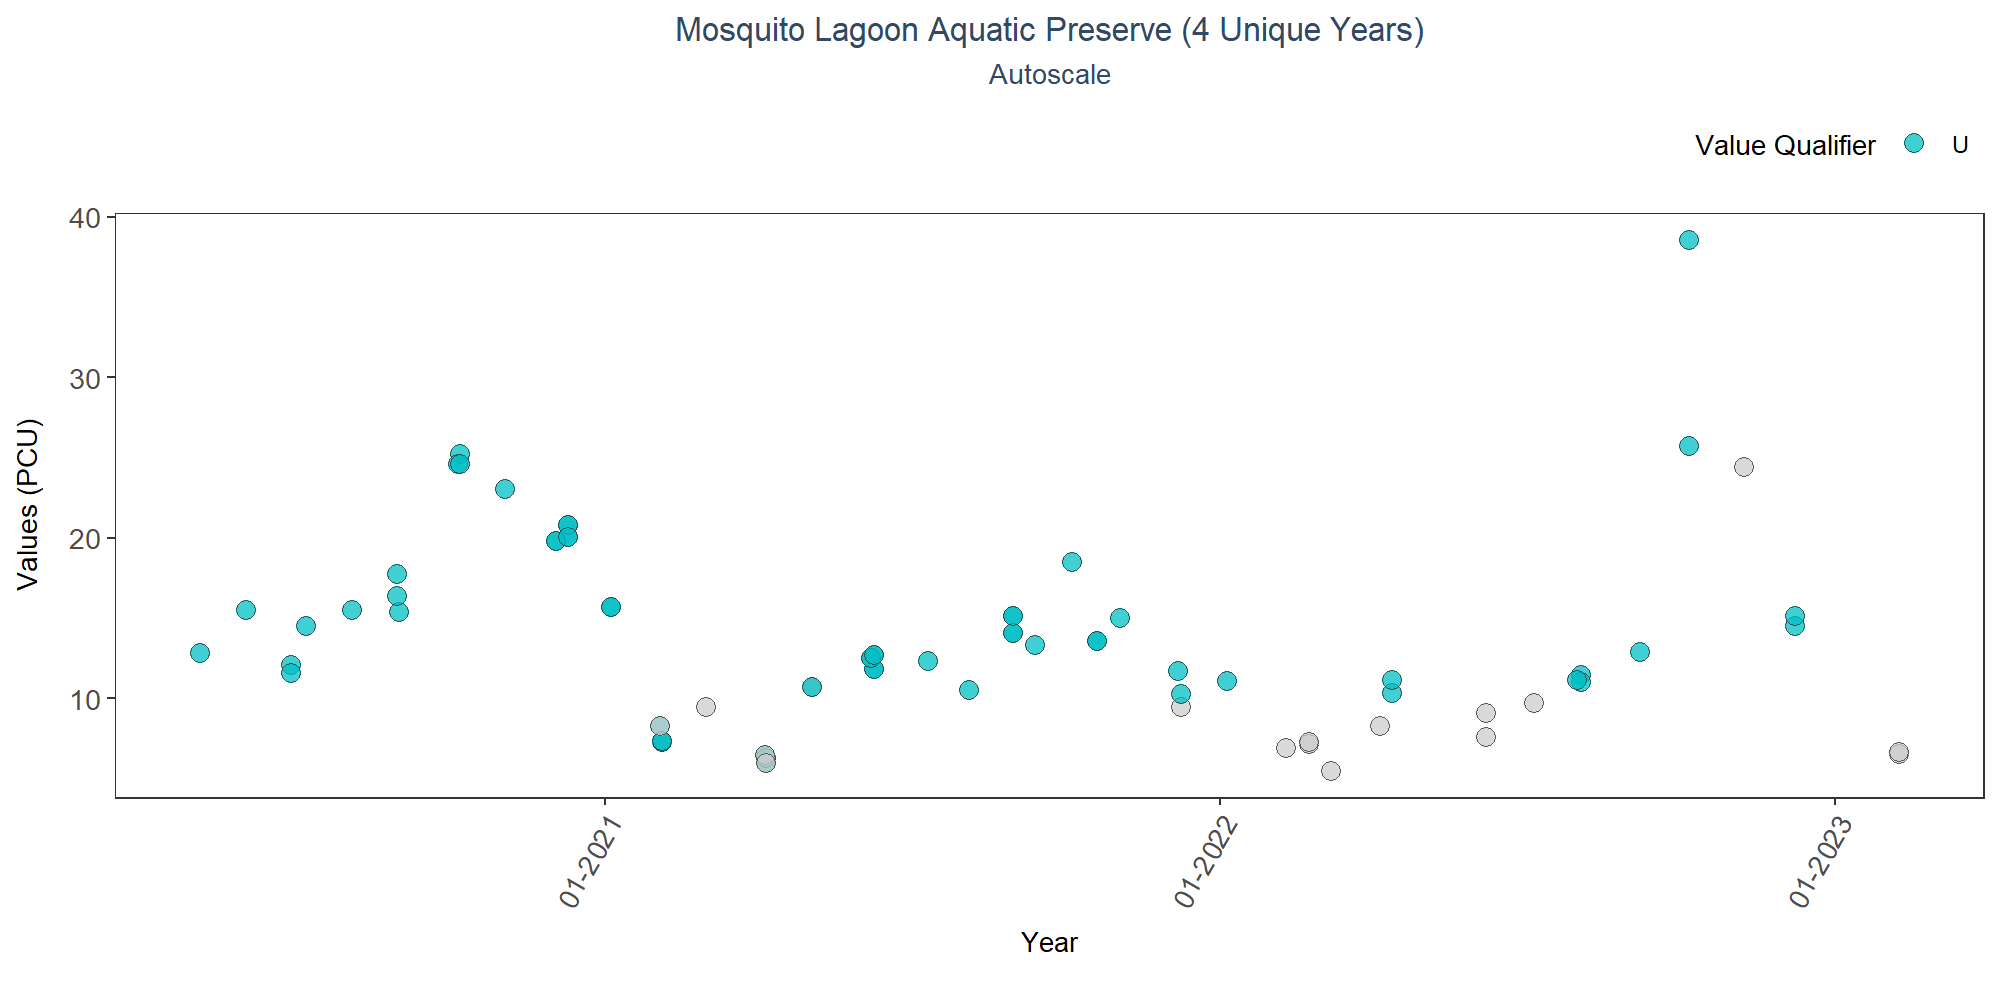 Mosquito Lagoon Aquatic Preserve (4 Unique Years)
Autoscale
Value Qualifier U
40
30
20
10
Values (PCU)
01-2021
01-2022
01-2023
Year